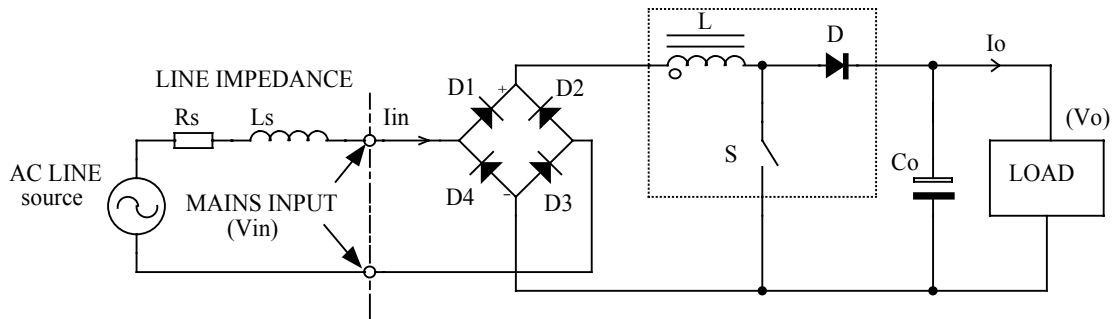 L
D
Io
LINE IMPEDANCE
D1
+
D2
Rs
Ls
Iin
(Vo)
S
Co
LOAD
AC LINE
source
MAINS INPUT
(Vin)
D4
−
D3